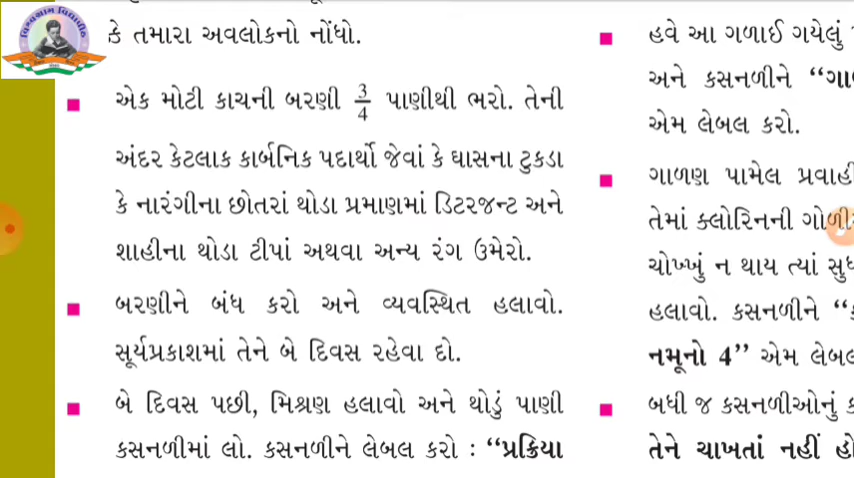 કે તમારા અવલોકનો નોંધો.
એક મોટી કાચની બરણી 3/4 પાણીથી ભરો. તેની
અંદર કેટલાક કાર્બનિક પદાર્થો જેવાં કે ઘાસના ટુકડા
કે નારંગીના છોતરાં થોડા પ્રમાણમાં ડિટરજન્ટ અને
શાહીના થોડા ટીપાં અથવા અન્ય રંગ ઉમેરો.
બરણીને બંધ કરો અને વ્યવસ્થિત હલાવો.
સૂર્યપ્રકાશમાં તેને બે દિવસ રહેવા દો.
બે દિવસ પછી, મિશ્રણ હલાવો અને થોડું પાણી
કસનળીમાં લો. કસનળીને લેબલ કરો : “પ્રક્રિયા
હવે આ ગળાઈ ગયેલું
અને કસનળીને “ગા
એમ લેબલ કરો.
ગાળણ પામેલ પ્રવાહી
તેમાં ક્લોરિનની
ચોખ્ખું ન થાય ત્યાં
હલાવો. કસનળીને “
નમૂનો 4” એમ લેબલ
બધી જ કસનળીઓનું
તેને ચાખતાં નહીં